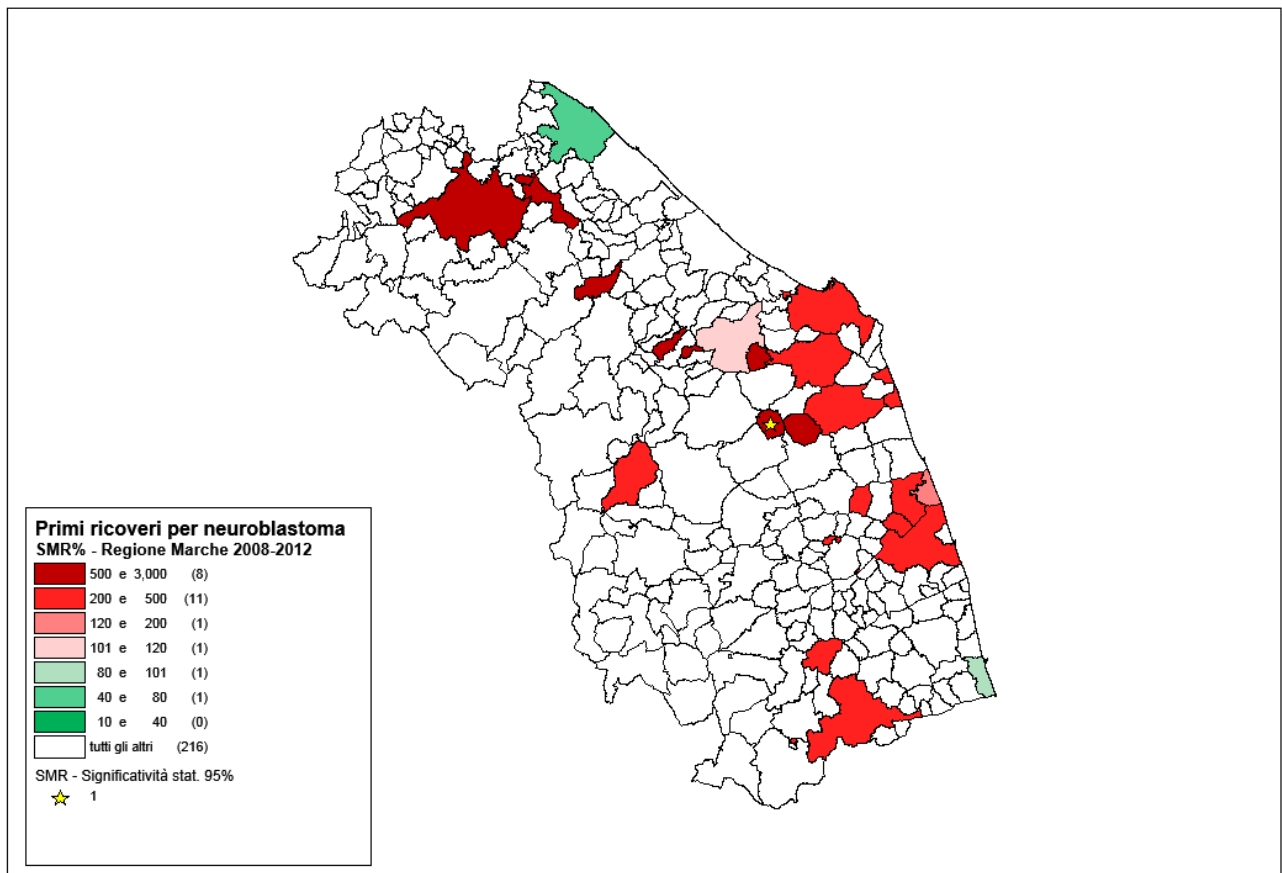 Primi ricoveri per neuroblastoma
SMR% - Regione Marche 2008-2012
500 e 3,000 (8)
200 e 500 (11)
120 e 200 (1)
101 e 120 (1)
80 e 101 (1)
40 e 80 (1)
10 e 40 (0)
tutti gli altri (216)
SMR - Significatività stat. 95%
1